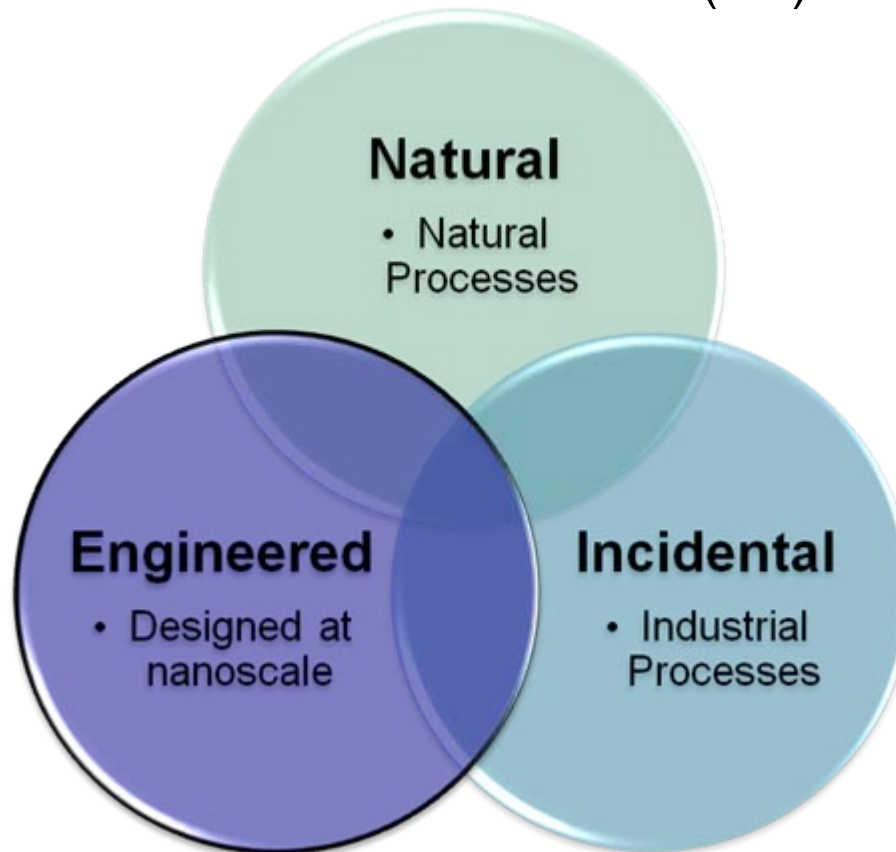 Natural
• Natural
Processes
Engineered
• Designed at
nanoscale
Incidental
• Industrial
Processes